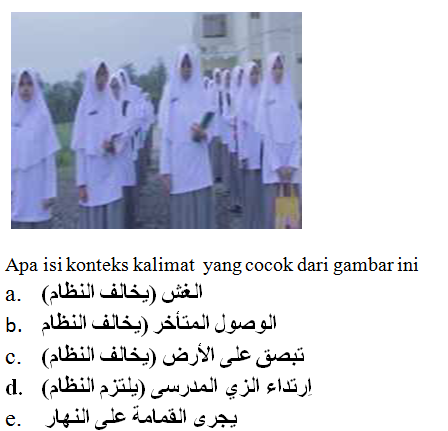 Apa isi konteks kalimat yang cocok dari gambar ini
a. الغش (يخالف النظام)
b. الوصول المتأخر (يخالف النظام
c. تبصق على الأرض (يخالف النظام)
d. إرتداء الزي المدرسى (يلتزم النظام)
e. يجرى القمامة على النهار